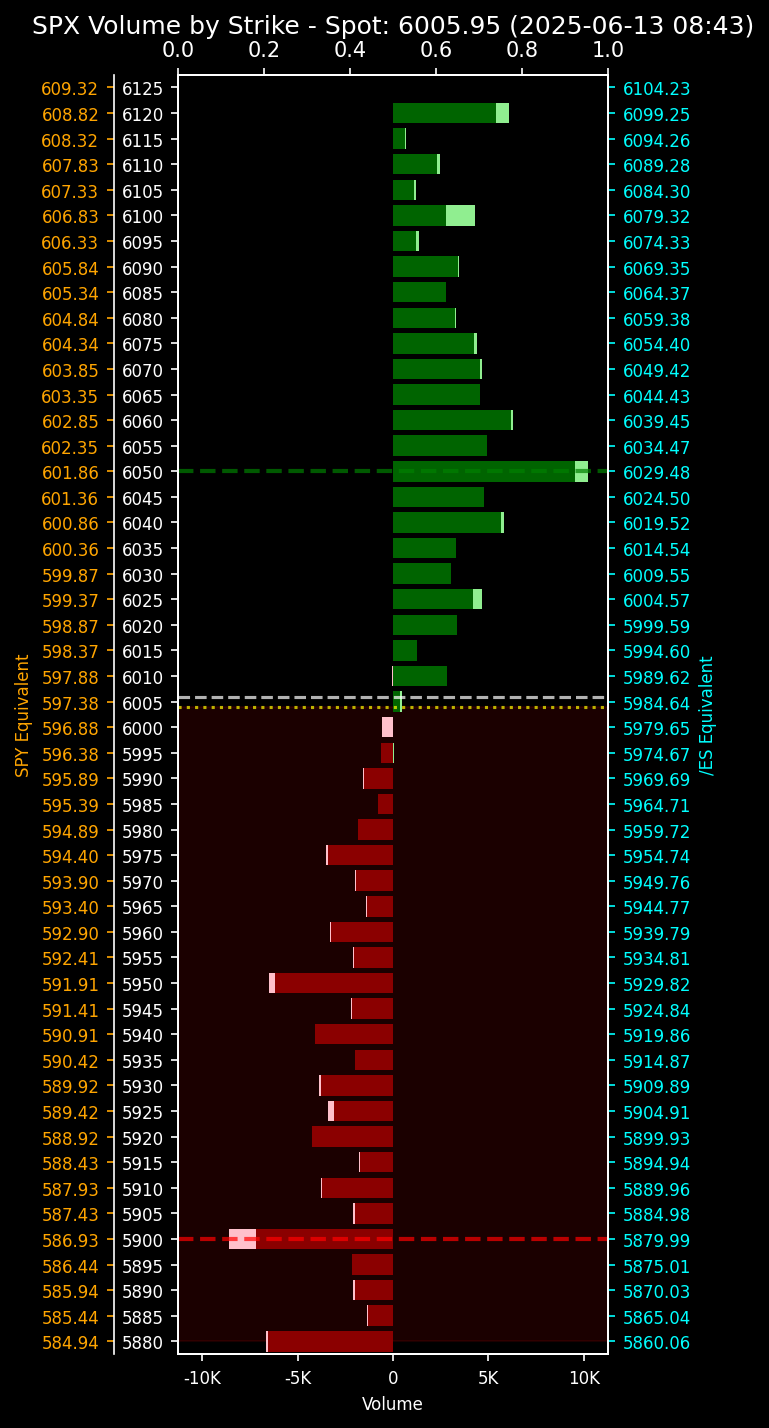 SPX Volume by Strike - Spot: 6005.95 (2025-06-13 08:43)
0.0 0.2 0.4 0.6 0.8 1.0
609.32 6125 6104.23
608.82 6120 6099.25
608.32 6115 6094.26
607.83 6110 6089.28
607.33 6105 6084.30
606.83 6100 6079.32
606.33 6095 6074.33
605.84 6090 6069.35
605.34 6085 6064.37
604.84 6080 6059.38
604.34 6075 6054.40
603.85 6070 6049.42
603.35 6065 6044.43
602.85 6060 6039.45
602.35 6055 6034.47
601.86 6050 6029.48
601.36 6045 6024.50
600.86 6040 6019.52
600.36 6035 6014.54
599.87 6030 6009.55
599.37 6025 6004.57
598.87 6020 5999.59
598.37 6015 5994.60
597.88 6010 5989.62
597.38 6005 5984.64
596.88 6000 5979.65
596.38 5995 5974.67
595.89 5990 5969.69
595.39 5985 5964.71
594.89 5980 5959.72
594.40 5975 5954.74
593.90 5970 5949.76
593.40 5965 5944.77
592.90 5960 5939.79
592.41 5955 5934.81
591.91 5950 5929.82
591.41 5945 5924.84
590.91 5940 5919.86
590.42 5935 5914.87
589.92 5930 5909.89
589.42 5925 5904.91
588.92 5920 5899.93
588.43 5915 5894.94
587.93 5910 5889.96
587.43 5905 5884.98
586.93 5900 5879.99
586.44 5895 5875.01
585.94 5890 5870.03
585.44 5885 5865.04
584.94 5880 5860.06
SPY Equivalent
/ES Equivalent
-10K -5K 0 5K 10K
Volume